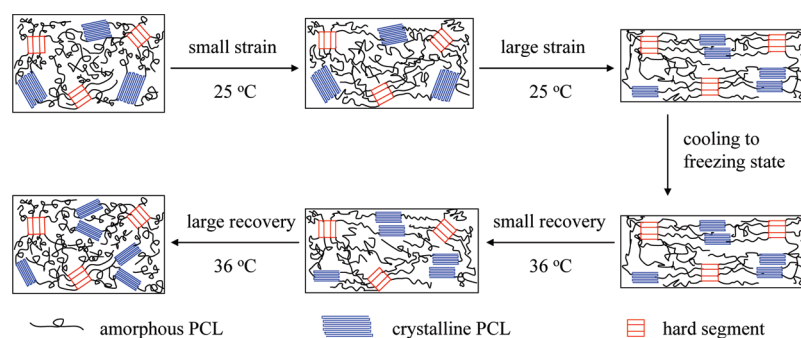 small strain
25 °C
large strain
25 °C
cooling to
freezing state
large recovery
36 °C
small recovery
36 °C
amorphous PCL
crystalline PCL
hard segment